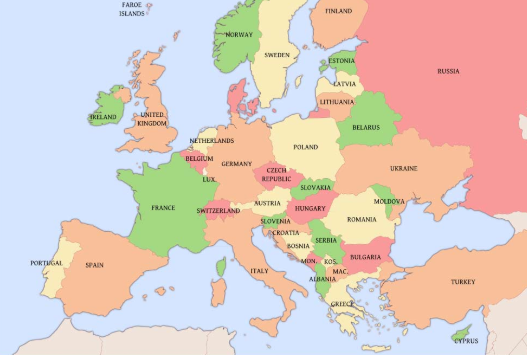 FAROE
ISLANDS
NORWAY
SWEDEN
FINLAND
RUSSIA
ESTONIA
LATVIA
LITHUANIA
BELARUS
IRELAND
UNITED
KINGDOM
NETHERLANDS
BELGIUM
GERMANY
POLAND
UKRAINE
LUX.
CZECH
REPUBLIC
SLOVAKIA
FRANCE
SWITZERLAND
AUSTRIA
HUNGARY
MOLDOVA
ROMANIA
SLOVENIA
CROATIA
BOSNIA
SERBIA
PORTUGAL
SPAIN
ITALY
MON.
KOS.
BULGARIA
MAC.
ALBANIA
GREECE
TURKEY
CYPRUS